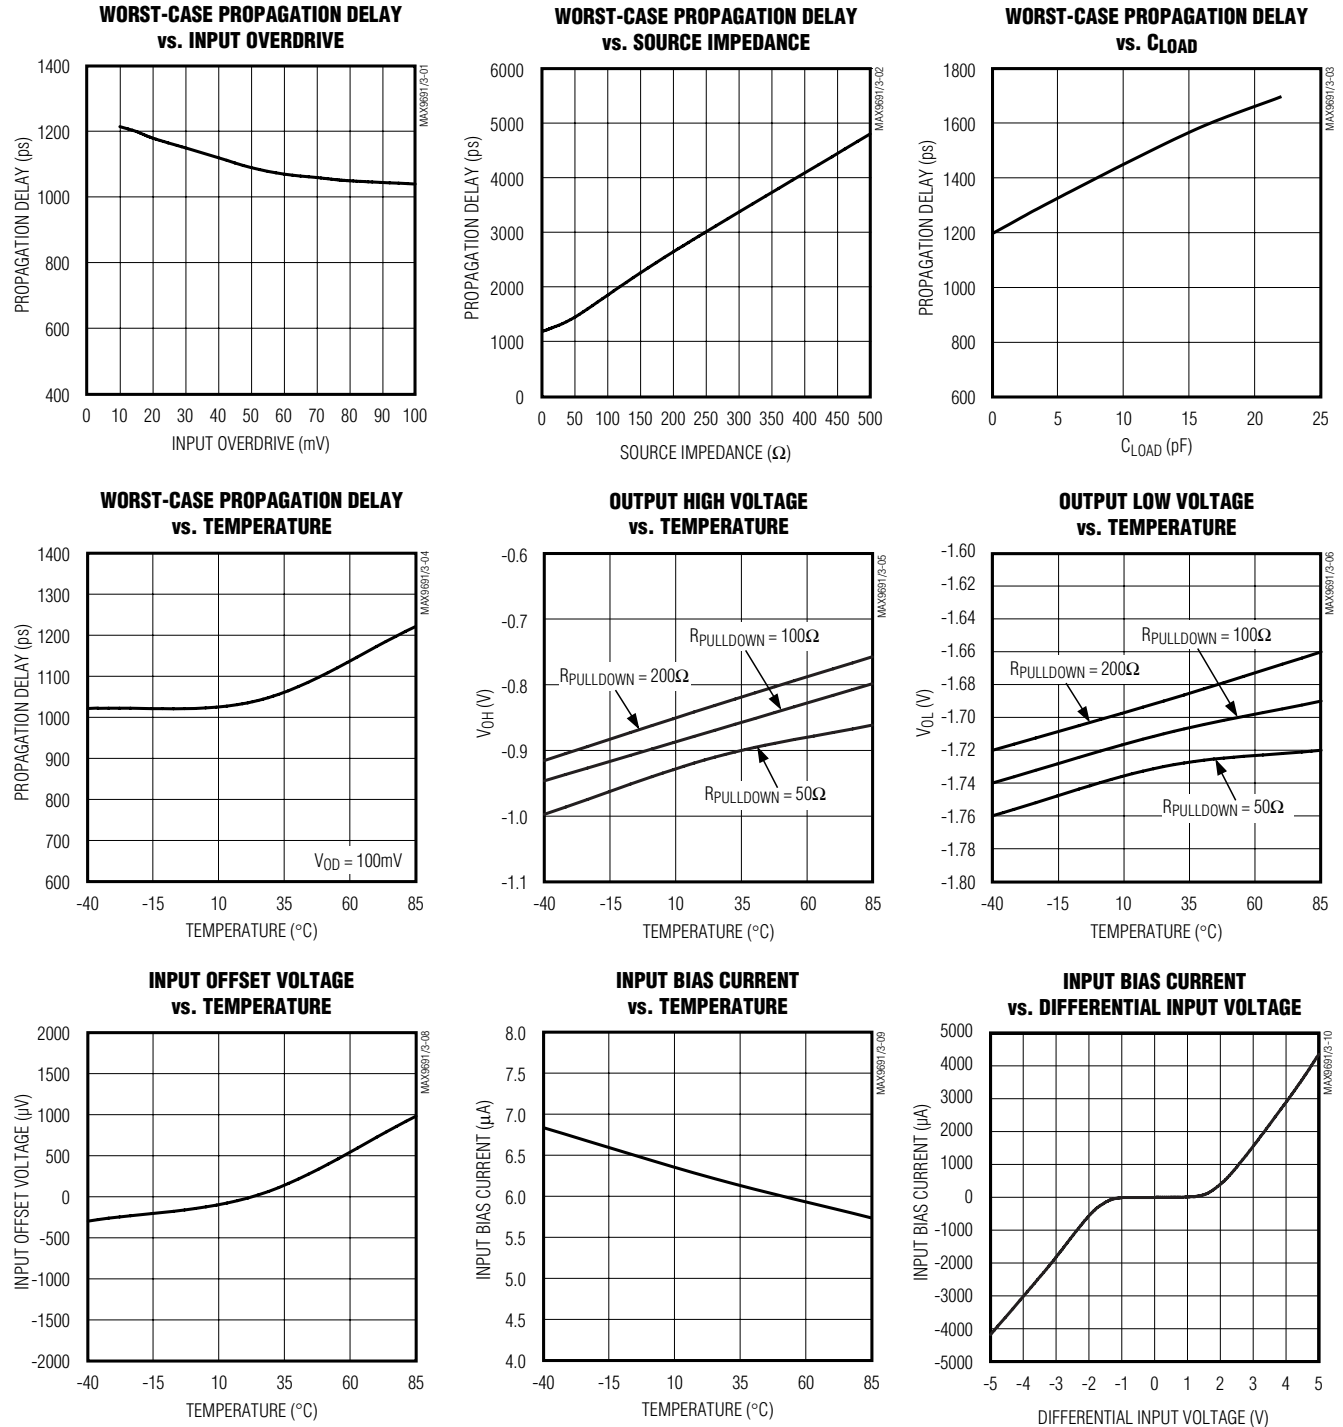 WORST-CASE PROPAGATION DELAY
vs. INPUT OVERDRIVE
MAX9691/3-01
PROPAGATION DELAY (ps)
1400
1200
1000
800
600
400
0 10 20 30 40 50 60 70 80 90 100
INPUT OVERDRIVE (mV)
WORST-CASE PROPAGATION DELAY
vs. SOURCE IMPEDANCE
MAX9691/3-02
PROPAGATION DELAY (ps)
6000
5000
4000
3000
2000
1000
0
0 50 100 150 200 250 300 350 400 450 500
SOURCE IMPEDANCE (Ω)
WORST-CASE PROPAGATION DELAY
vs. CLOAD
MAX9691/3-03
PROPAGATION DELAY (ps)
1800
1600
1400
1200
1000
800
600
0 5 10 15 20 25
CLOAD (pF)
WORST-CASE PROPAGATION DELAY
vs. TEMPERATURE
MAX9691/3-04
PROPAGATION DELAY (ps)
1400
1300
1200
1100
1000
900
800
700
600
VOD = 100mV
-40 -15 10 35 60 85
TEMPERATURE (°C)
OUTPUT HIGH VOLTAGE
vs. TEMPERATURE
MAX9691/3-05
VOH (V)
-0.6
-0.7
-0.8
-0.9
-1.0
-1.1
RPULLDOWN = 100Ω
RPULLDOWN = 200Ω
RPULLDOWN = 50Ω
-40 -15 10 35 60 85
TEMPERATURE (°C)
OUTPUT LOW VOLTAGE
vs. TEMPERATURE
MAX9691/3-06
VOL (V)
-1.60
-1.62
-1.64
-1.66
-1.68
-1.70
-1.72
-1.74
-1.76
-1.78
-1.80
RPULLDOWN = 100Ω
RPULLDOWN = 200Ω
RPULLDOWN = 50Ω
-40 -15 10 35 60 85
TEMPERATURE (°C)
INPUT OFFSET VOLTAGE
vs. TEMPERATURE
MAX9691/3-08
INPUT OFFSET VOLTAGE (µV)
2000
1500
1000
500
0
-500
-1000
-1500
-2000
-40 -15 10 35 60 85
TEMPERATURE (°C)
INPUT BIAS CURRENT
vs. TEMPERATURE
MAX9691/3-09
INPUT BIAS CURRENT (µA)
8.0
7.5
7.0
6.5
6.0
5.5
5.0
4.5
4.0
-40 -15 10 35 60 85
TEMPERATURE (°C)
INPUT BIAS CURRENT
vs. DIFFERENTIAL INPUT VOLTAGE
MAX9691/3-10
INPUT BIAS CURRENT (µA)
5000
4000
3000
2000
1000
0
-1000
-2000
-3000
-4000
-5000
-5 -4 -3 -2 -1 0 1 2 3 4 5
DIFFERENTIAL INPUT VOLTAGE (V)